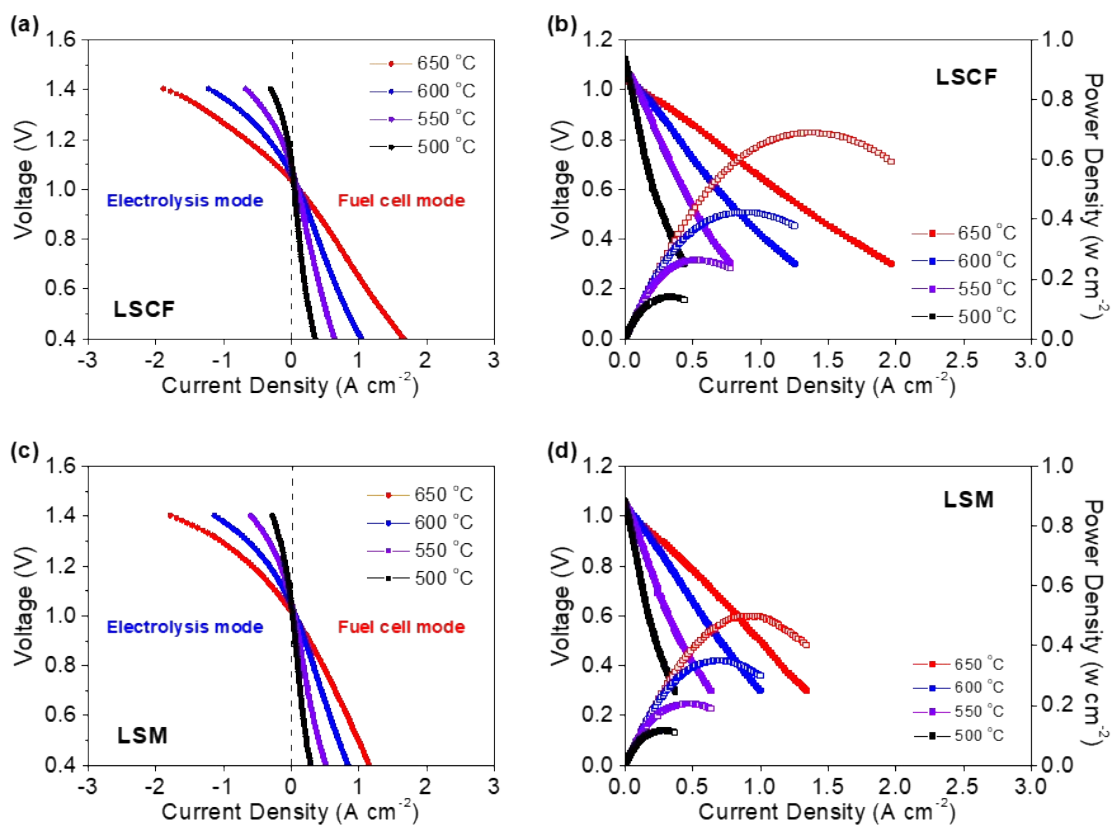 (a)
1.6
1.4
1.2
1.0
0.8
0.6
0.4
Voltage (V)
650 °C
600 °C
550 °C
500 °C
Electrolysis mode
Fuel cell mode
LSCF
-3
-2
-1
0
1
2
3
Current Density (A cm-2)
(b)
1.2
1.0
0.8
0.6
0.4
0.2
0.0
Voltage (V)
LSCF
650 °C
600 °C
550 °C
500 °C
1.0
0.8
0.6
0.4
0.2
0.0
Power Density (w cm-2)
0.0
0.5
1.0
1.5
2.0
2.5
3.0
Current Density (A cm-2)
(c)
1.6
1.4
1.2
1.0
0.8
0.6
0.4
Voltage (V)
650 °C
600 °C
550 °C
500 °C
Electrolysis mode
Fuel cell mode
LSM
-3
-2
-1
0
1
2
3
Current Density (A cm-2)
(d)
1.2
1.0
0.8
0.6
0.4
0.2
0.0
Voltage (V)
LSM
650 °C
600 °C
550 °C
500 °C
1.0
0.8
0.6
0.4
0.2
0.0
Power Density (w cm-2)
0.0
0.5
1.0
1.5
2.0
2.5
3.0
Current Density (A cm-2)